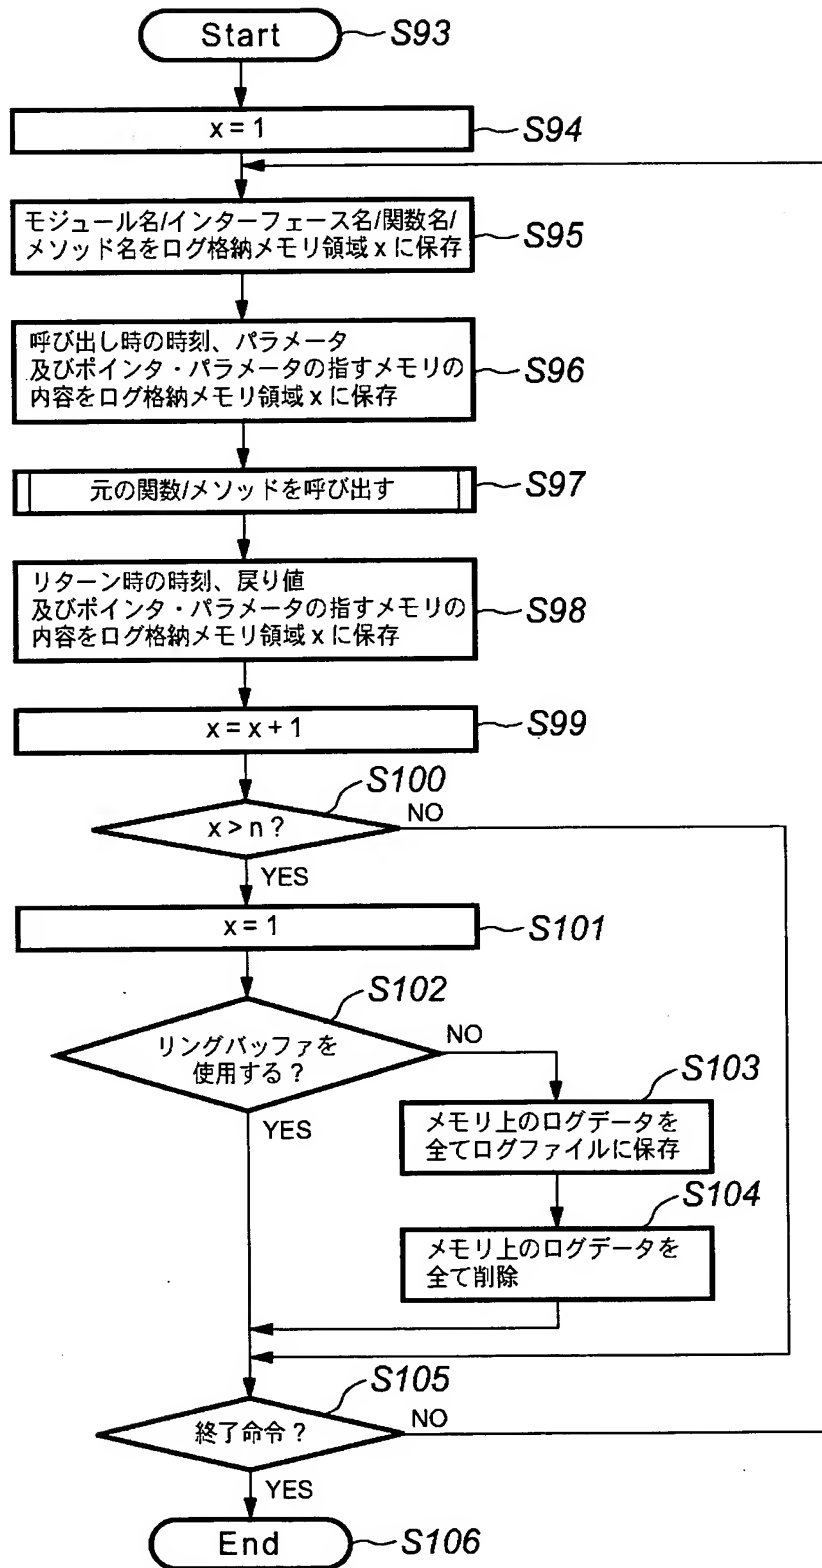 Start
S93
x = 1
S94
モジュール名/インターフェース名/関数名/
メソッド名をログ格納メモリ領域 x に保存
S95
呼び出し時の時刻、パラメータ
及びポインタ・パラメータの指すメモリの
内容をログ格納メモリ領域 x に保存
S96
元の関数/メソッドを呼び出す
S97
リターン時の時刻、戻り値
及びポインタ・パラメータの指すメモリの
内容をログ格納メモリ領域 x に保存
S98
x = x + 1
S99
S100
x > n ?
NO
YES
x = 1
S101
S102
リングバッファを
使用する?
NO
YES
S103
メモリ上のログデータを
全てログファイルに保存
S104
メモリ上のログデータを
全て削除
S105
終了命令?
NO
YES
End
S106